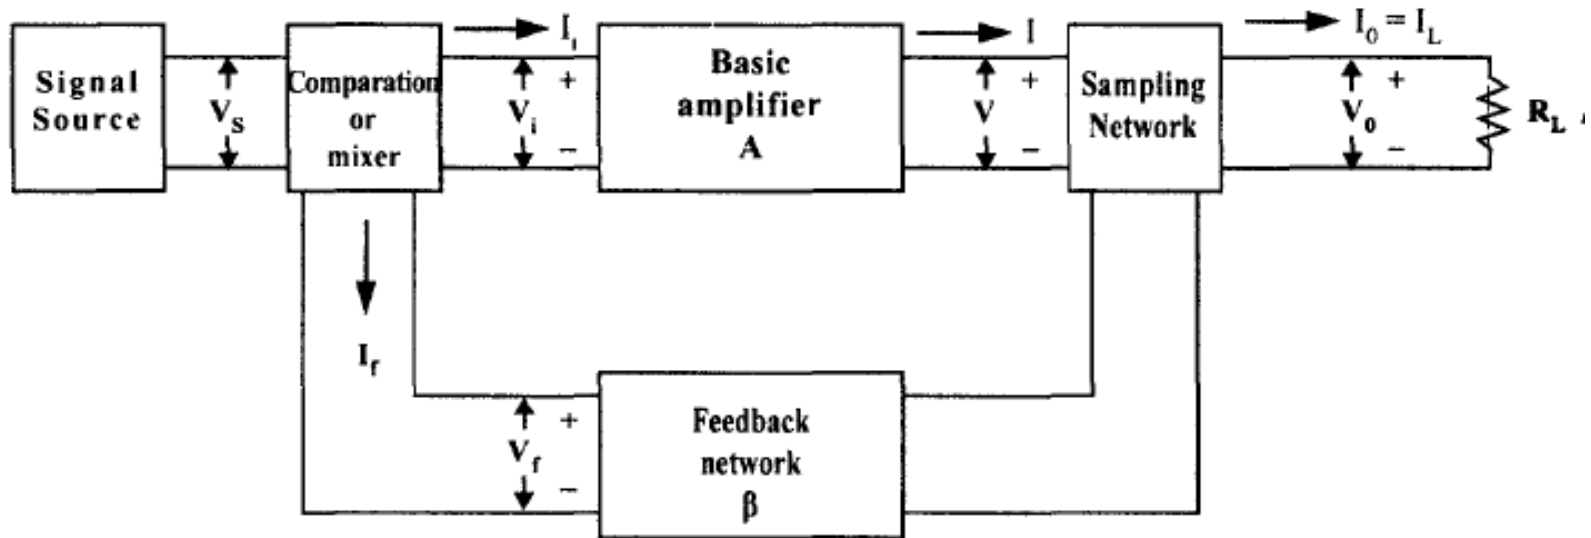 Signal
Source
V_S
Comparation
or
mixer
I_i
+
V_i
−
Basic
amplifier
A
I
+
V
−
Sampling
Network
I_0 = I_L
+
V_o
−
R_L
I_f
+
V_f
−
Feedback
network
β